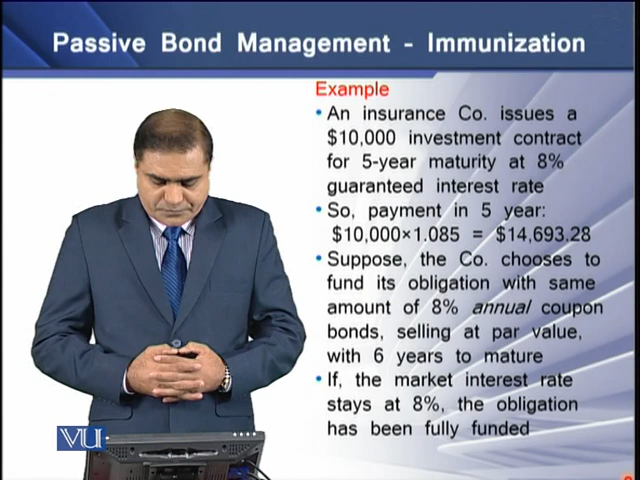 Passive Bond Management - Immunization
Example
• An insurance Co. issues a
$10,000 investment contract
for 5-year maturity at 8%
guaranteed interest rate
• So, payment in 5 year:
$10,000×1.085 = $14,693.28
• Suppose, the Co. chooses to
fund its obligation with same
amount of 8% annual coupon
bonds, selling at par value,
with 6 years to mature
• If, the market interest rate
stays at 8%, the obligation
has been fully funded
VU